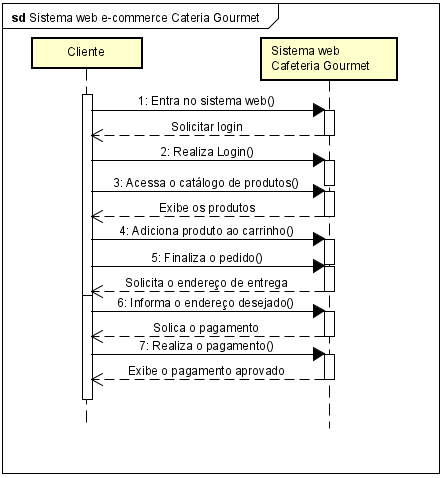 sd Sistema web e-commerce Cateria Gourmet
Cliente
Sistema web
Cafeteria Gourmet
1: Entra no sistema web()
Solicitar login
2: Realiza Login()
3: Acessa o catálogo de produtos()
Exibe os produtos
4: Adiciona produto ao carrinho()
5: Finaliza o pedido()
Solicita o endereço de entrega
6: Informa o endereço desejado()
Solica o pagamento
7: Realiza o pagamento()
Exibe o pagamento aprovado